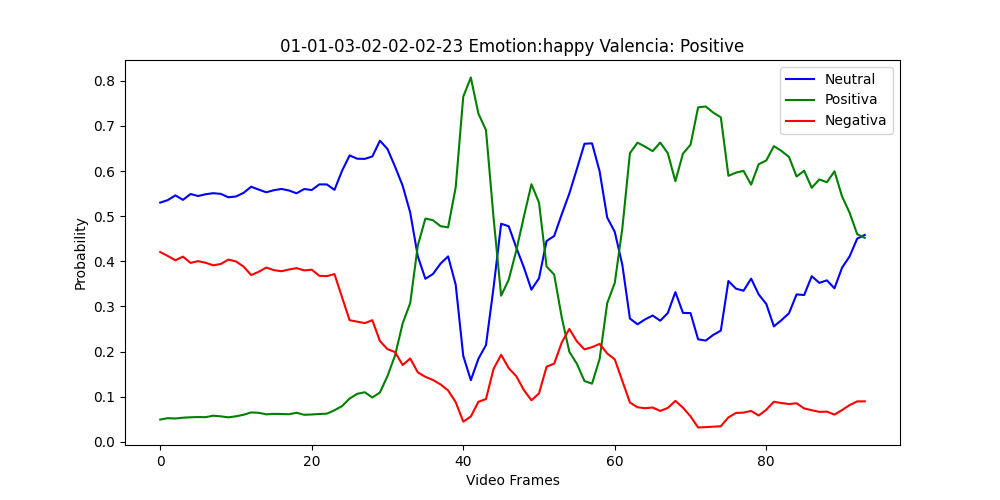 01-01-03-02-02-02-23 Emotion:happy Valencia: Positive
Neutral
Positiva
Negativa
0.8
0.7
0.6
0.5
0.4
0.3
0.2
0.1
0.0
Probability
0 20 40 60 80
Video Frames